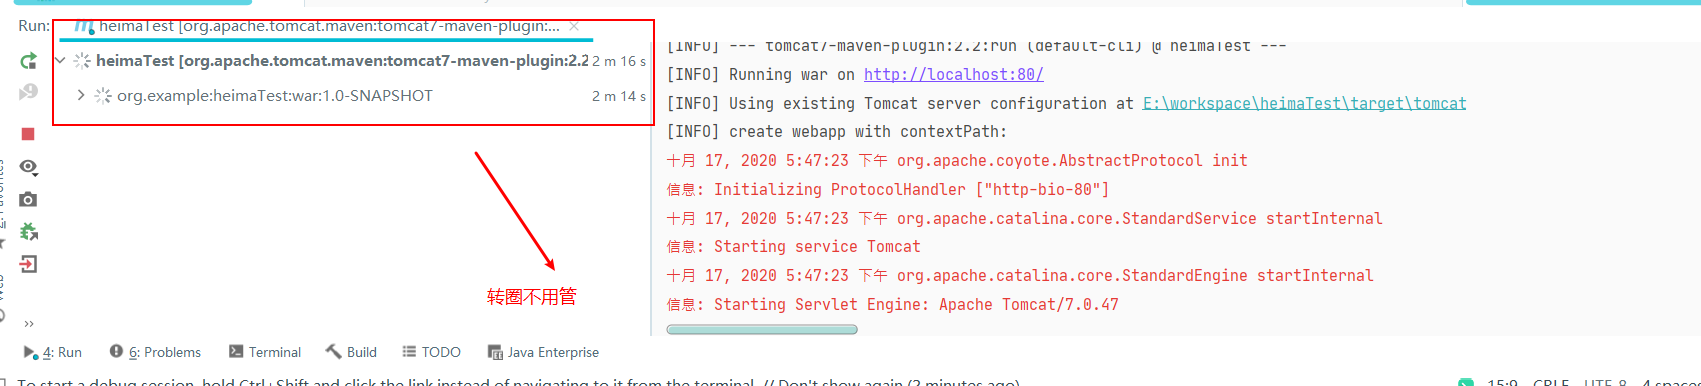 Run:
heimaTest [org.apache.tomcat.maven:tomcat7-maven-plugin:...
heimaTest [org.apache.tomcat.maven:tomcat7-maven-plugin:2.2 2 m 16 s
org.example:heimaTest:war:1.0-SNAPSHOT 2 m 14 s
转圈不用管
[INFO] --- tomcat7-maven-plugin:2.2:run (default-cli) @ heimaTest ---
[INFO] Running war on http://localhost:80/
[INFO] Using existing Tomcat server configuration at E:\workspace\heimaTest\target\tomcat
[INFO] create webapp with contextPath:
十月 17, 2020 5:47:23 下午 org.apache.coyote.AbstractProtocol init
信息: Initializing ProtocolHandler ["http-bio-80"]
十月 17, 2020 5:47:23 下午 org.apache.catalina.core.StandardService startInternal
信息: Starting service Tomcat
十月 17, 2020 5:47:23 下午 org.apache.catalina.core.StandardEngine startInternal
信息: Starting Servlet Engine: Apache Tomcat/7.0.47
Web
4: Run 6: Problems Terminal Build TODO Java Enterprise
To start a debug session, hold Ctrl+Shift and click the link instead of navigating to it from the terminal. // Don't show again (2 minutes ago) 15:9 CRLF UTF-8 4 spaces